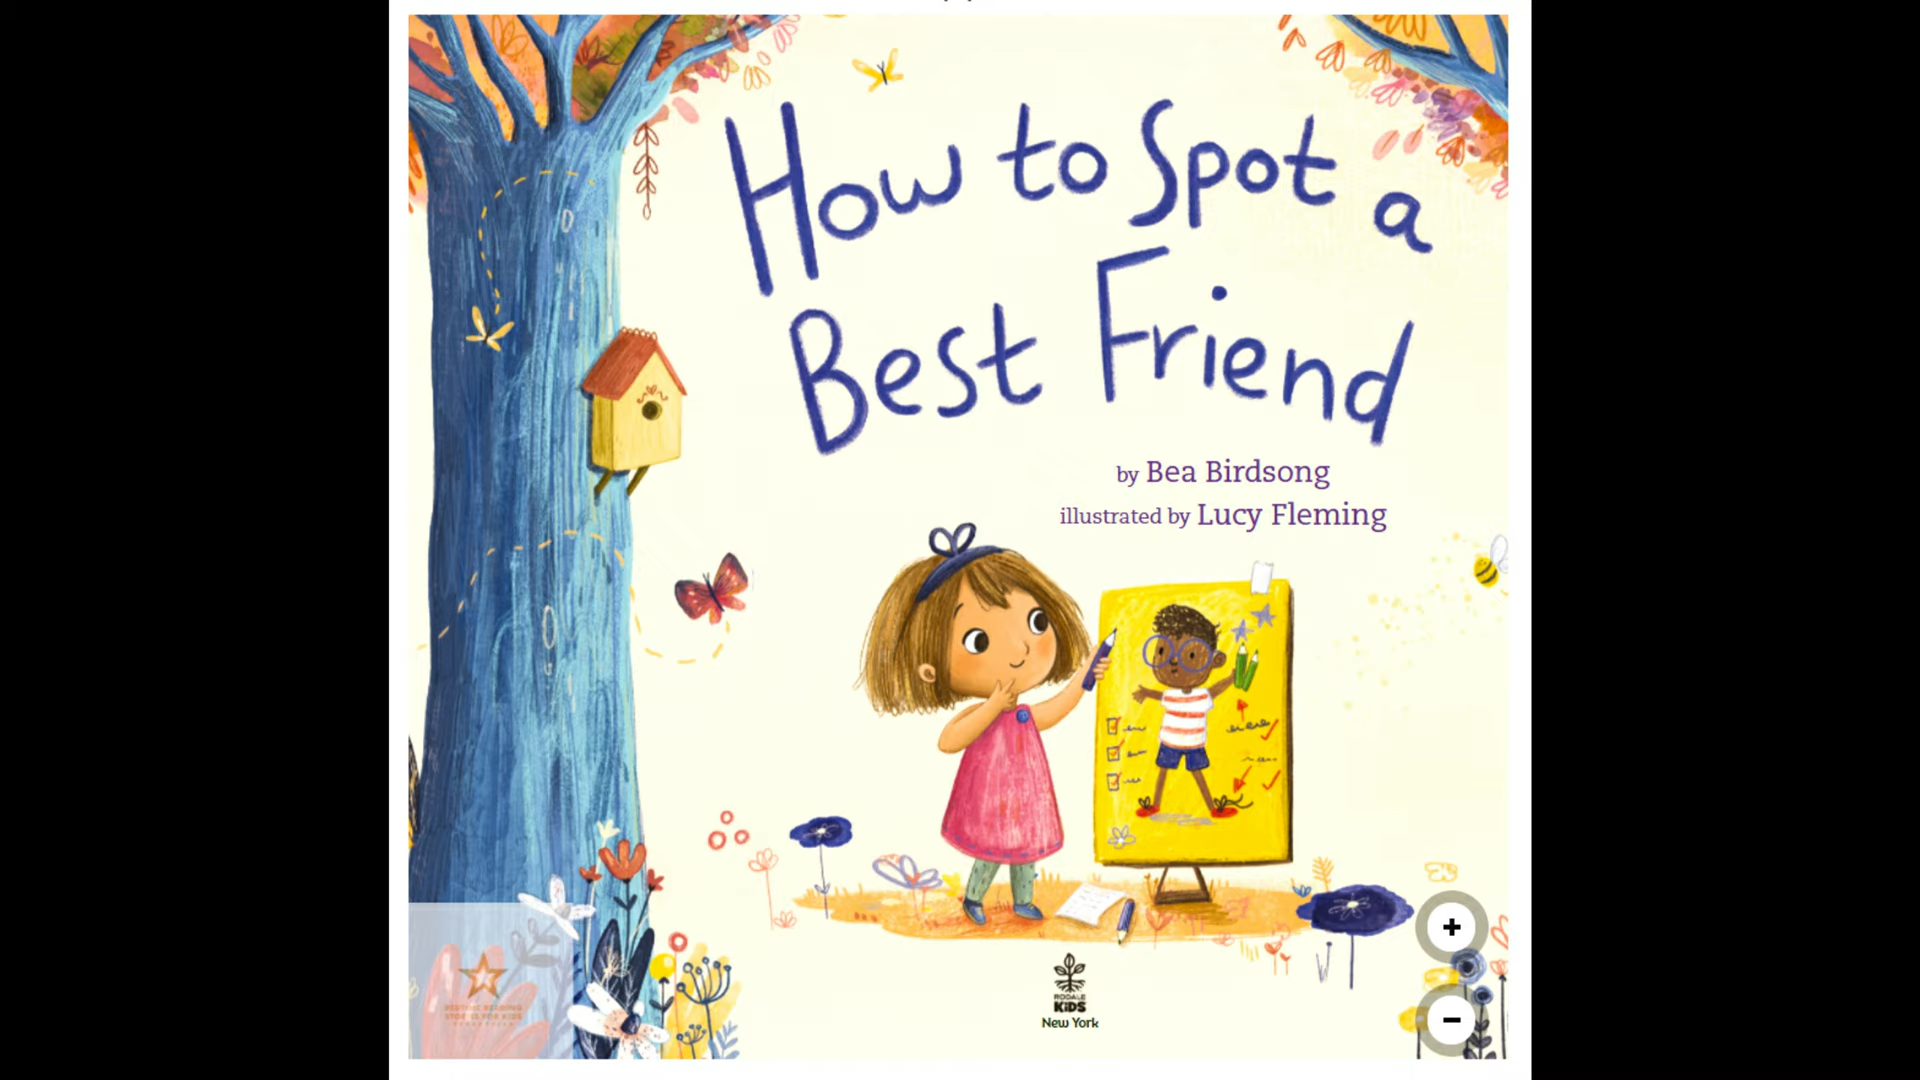 How to Spot a
Best Friend
by Bea Birdsong
illustrated by Lucy Fleming
RODALE
KiDS
New York